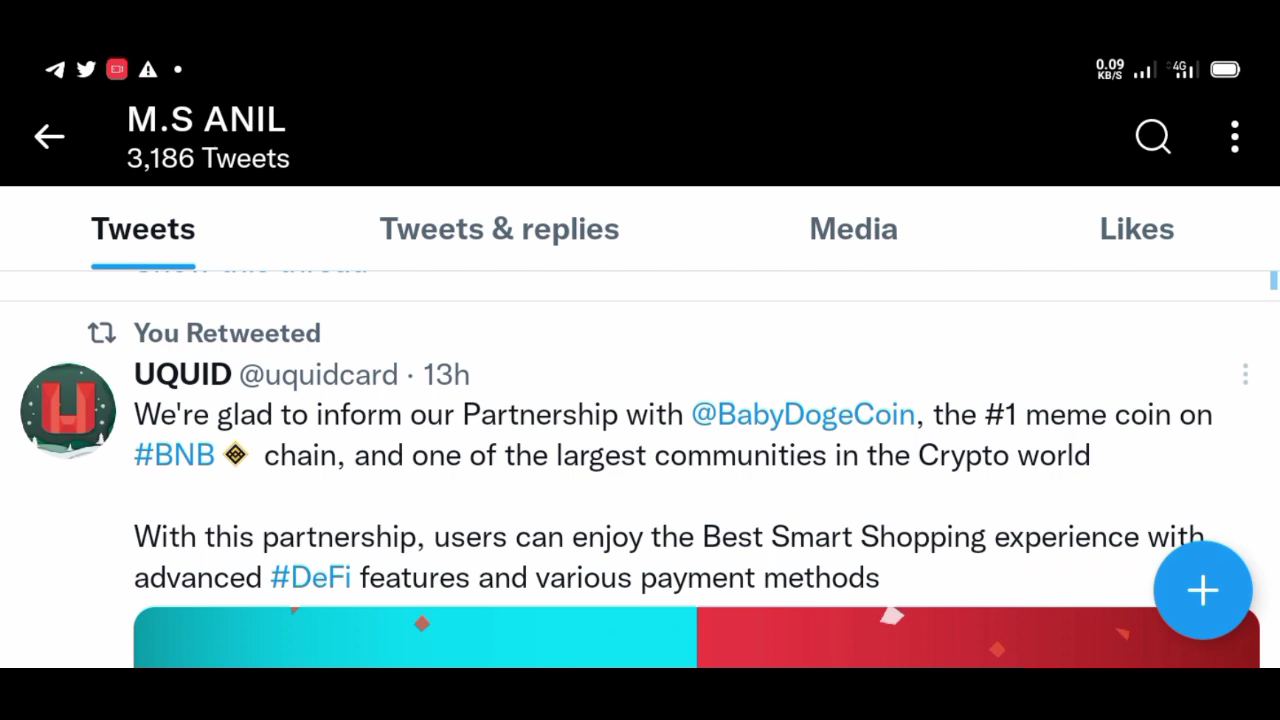 0.09
KB/S
4G
M.S ANIL
3,186 Tweets
Tweets
Tweets & replies
Media
Likes
Show this thread
You Retweeted
UQUID @uquidcard · 13h
We're glad to inform our Partnership with @BabyDogeCoin, the #1 meme coin on
#BNB chain, and one of the largest communities in the Crypto world
With this partnership, users can enjoy the Best Smart Shopping experience with
advanced #DeFi features and various payment methods